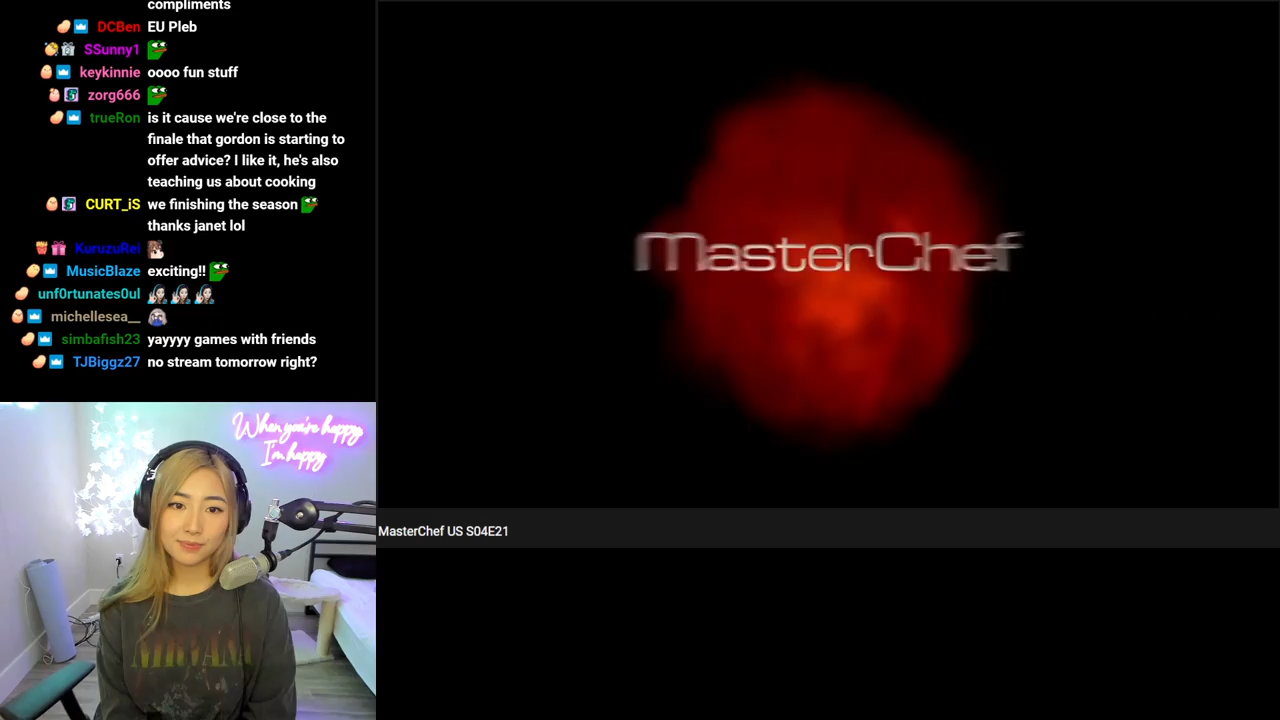 compliments
DCBen EU Pleb
SSunny1
keykinnie oooo fun stuff
zorg666
trueRon is it cause we're close to the
finale that gordon is starting to
offer advice? I like it, he's also
teaching us about cooking
CURT_iS we finishing the season
thanks janet lol
KuruzuRei
MusicBlaze exciting!!
unf0rtunates0ul
michellesea__
simbafish23 yayyyy games with friends
TJBiggz27 no stream tomorrow right?
MasterChef
MasterChef US S04E21
When you're happy
I'm happy
NIRVANA